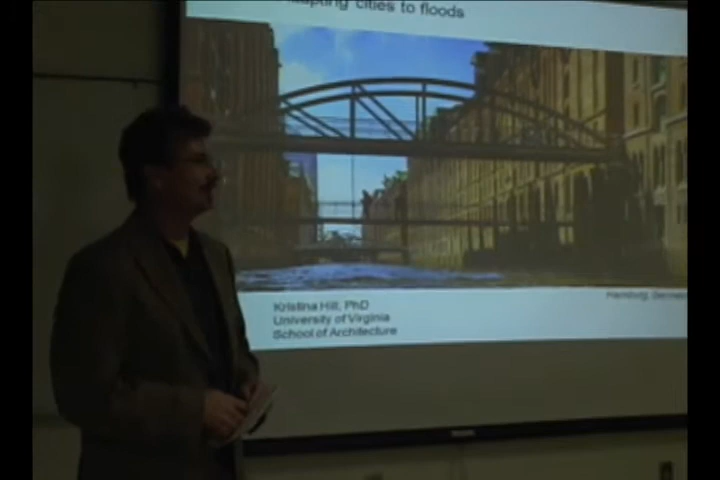 cities to floods
Hamburg, Germany
Kristina Hill, PhD
University of Virginia
School of Architecture